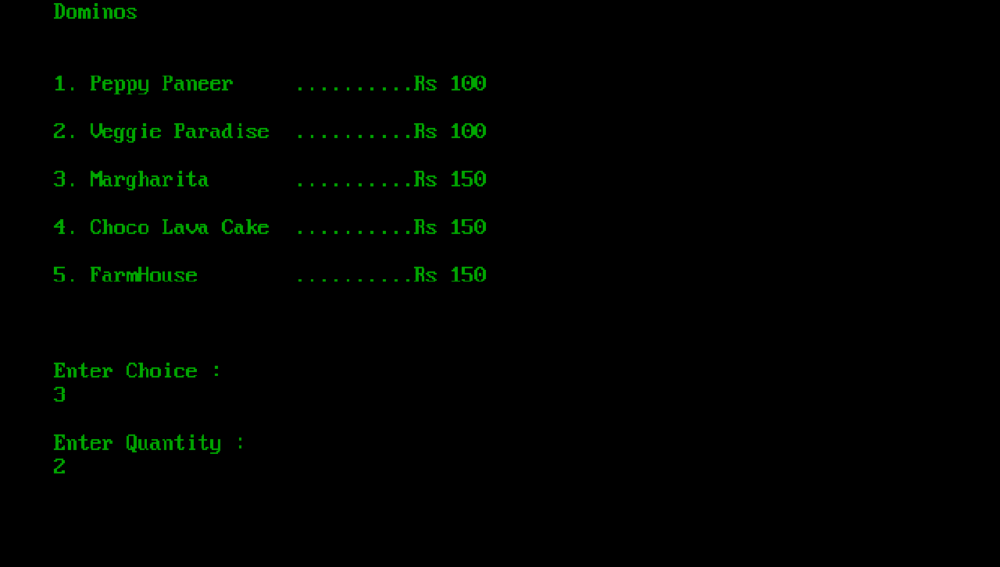 Dominos
1. Peppy Paneer     ..........Rs 100
2. Veggie Paradise  ..........Rs 100
3. Margharita       ..........Rs 150
4. Choco Lava Cake  ..........Rs 150
5. FarmHouse        ..........Rs 150
Enter Choice :
3
Enter Quantity :
2